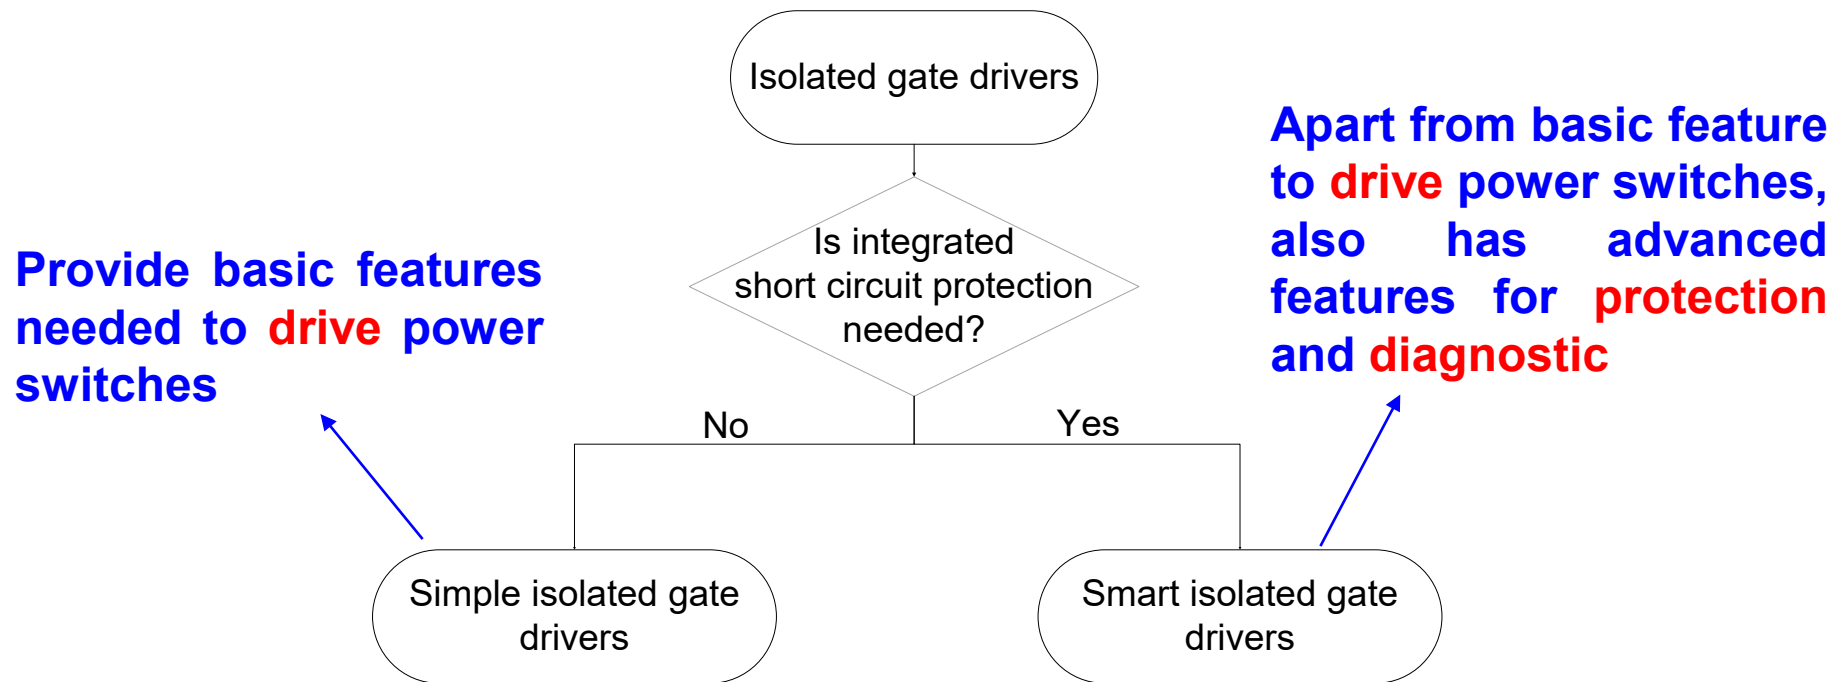 Isolated gate drivers
Is integrated
short circuit protection
needed?
Provide basic features
needed to drive power
switches
Apart from basic feature
to drive power switches,
also has advanced
features for protection
and diagnostic
No
Yes
Simple isolated gate
drivers
Smart isolated gate
drivers